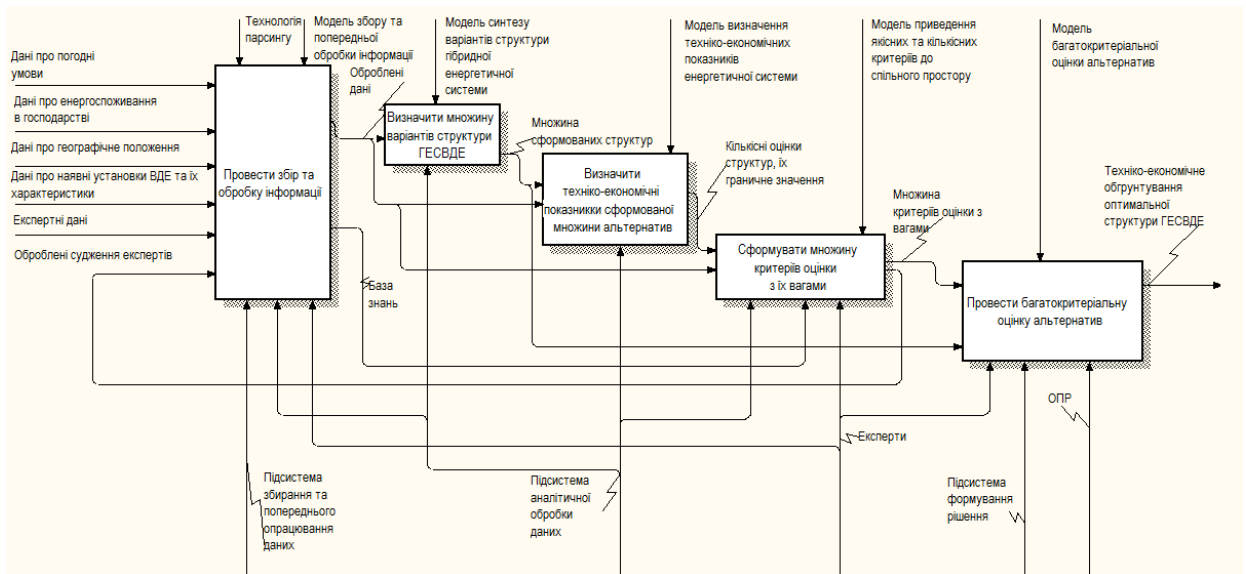 Технологія
парсингу
Модель збору та
попередньої
обробки інформації
Модель синтезу
варіантів структури
гібридної
енергетичної
системи
Модель визначення
техніко-економічних
показників
енергетичної системи
Модель приведення
якісних та кількісних
критеріїв до
спільного простору
Модель
багатокритеріальної
оцінки альтернатив
Дані про погодні
умови
Дані про енергоспоживання
в господарстві
Дані про географічне положення
Дані про наявні установки ВДЕ та їх
характеристики
Експертні дані
Оброблені судження експертів
Провести збір та
обробку інформації
Оброблені
дані
Визначити множину
варіантів структури
ГЕСВДЕ
Множина
сформованих структур
Визначити
техніко-економічні
показникки сформованої
множини альтернатив
Кількісні оцінки
структур, їх
граничне значення
Сформувати множину
критеріїв оцінки
з їх вагами
Множина
критеріїв оцінки з
вагами
Провести багатокритеріальну
оцінку альтернатив
Техніко-економічне
обгрунтування
оптимальної
структури ГЕСВДЕ
База
знань
ОПР
Експерти
Підсистема
збирання та
попереднього
опрацювання
даних
Підсистема
аналітичної
обробки
даних
Підсистема
формування
рішення